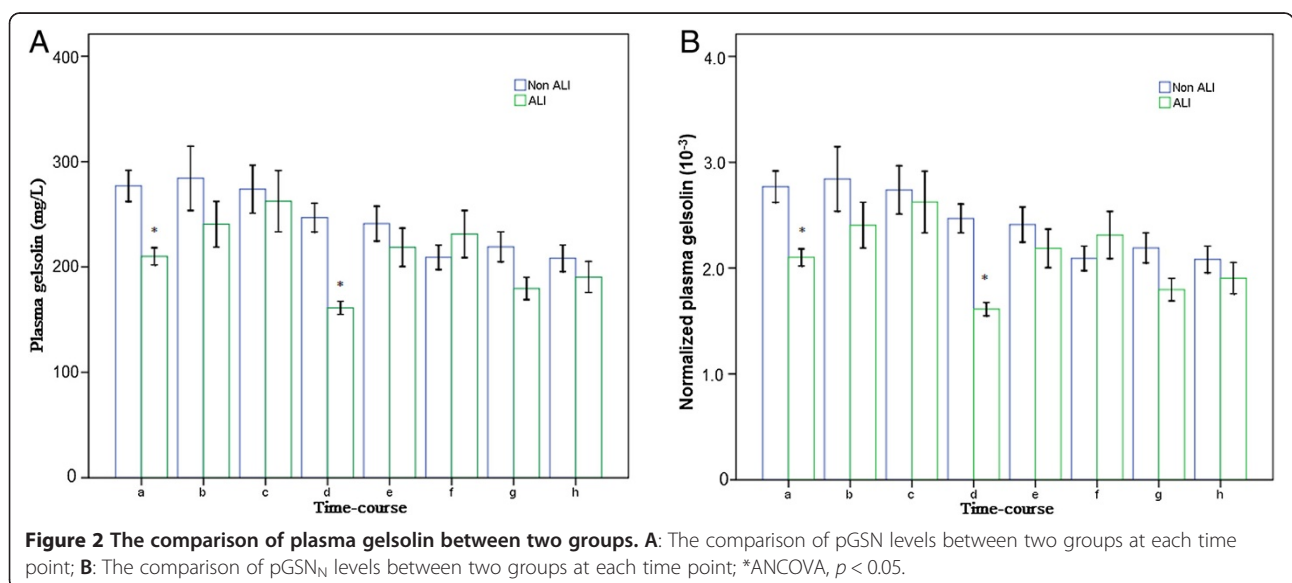 A
400
300
200
100
0
Plasma gelsolin (mg/L)
Non ALI
ALI
*
*
a b c d e f g h
Time-course
B
4.0
3.0
2.0
1.0
0
Normalized plasma gelsolin (10⁻³)
Non ALI
ALI
*
*
a b c d e f g h
Time-course
Figure 2 The comparison of plasma gelsolin between two groups. A: The comparison of pGSN levels between two groups at each time
point; B: The comparison of pGSN_N levels between two groups at each time point; *ANCOVA, p < 0.05.